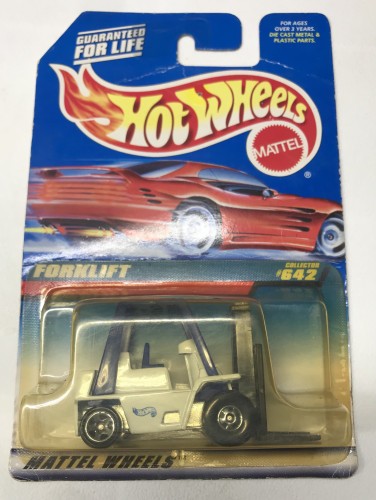 GUARANTEED
FOR LIFE
FOR AGES
OVER 3 YEARS.
DIE CAST METAL &
PLASTIC PARTS.
HOT WHEELS
MATTEL
®
FORKLIFT
COLLECTOR
#642
MATTEL WHEELS